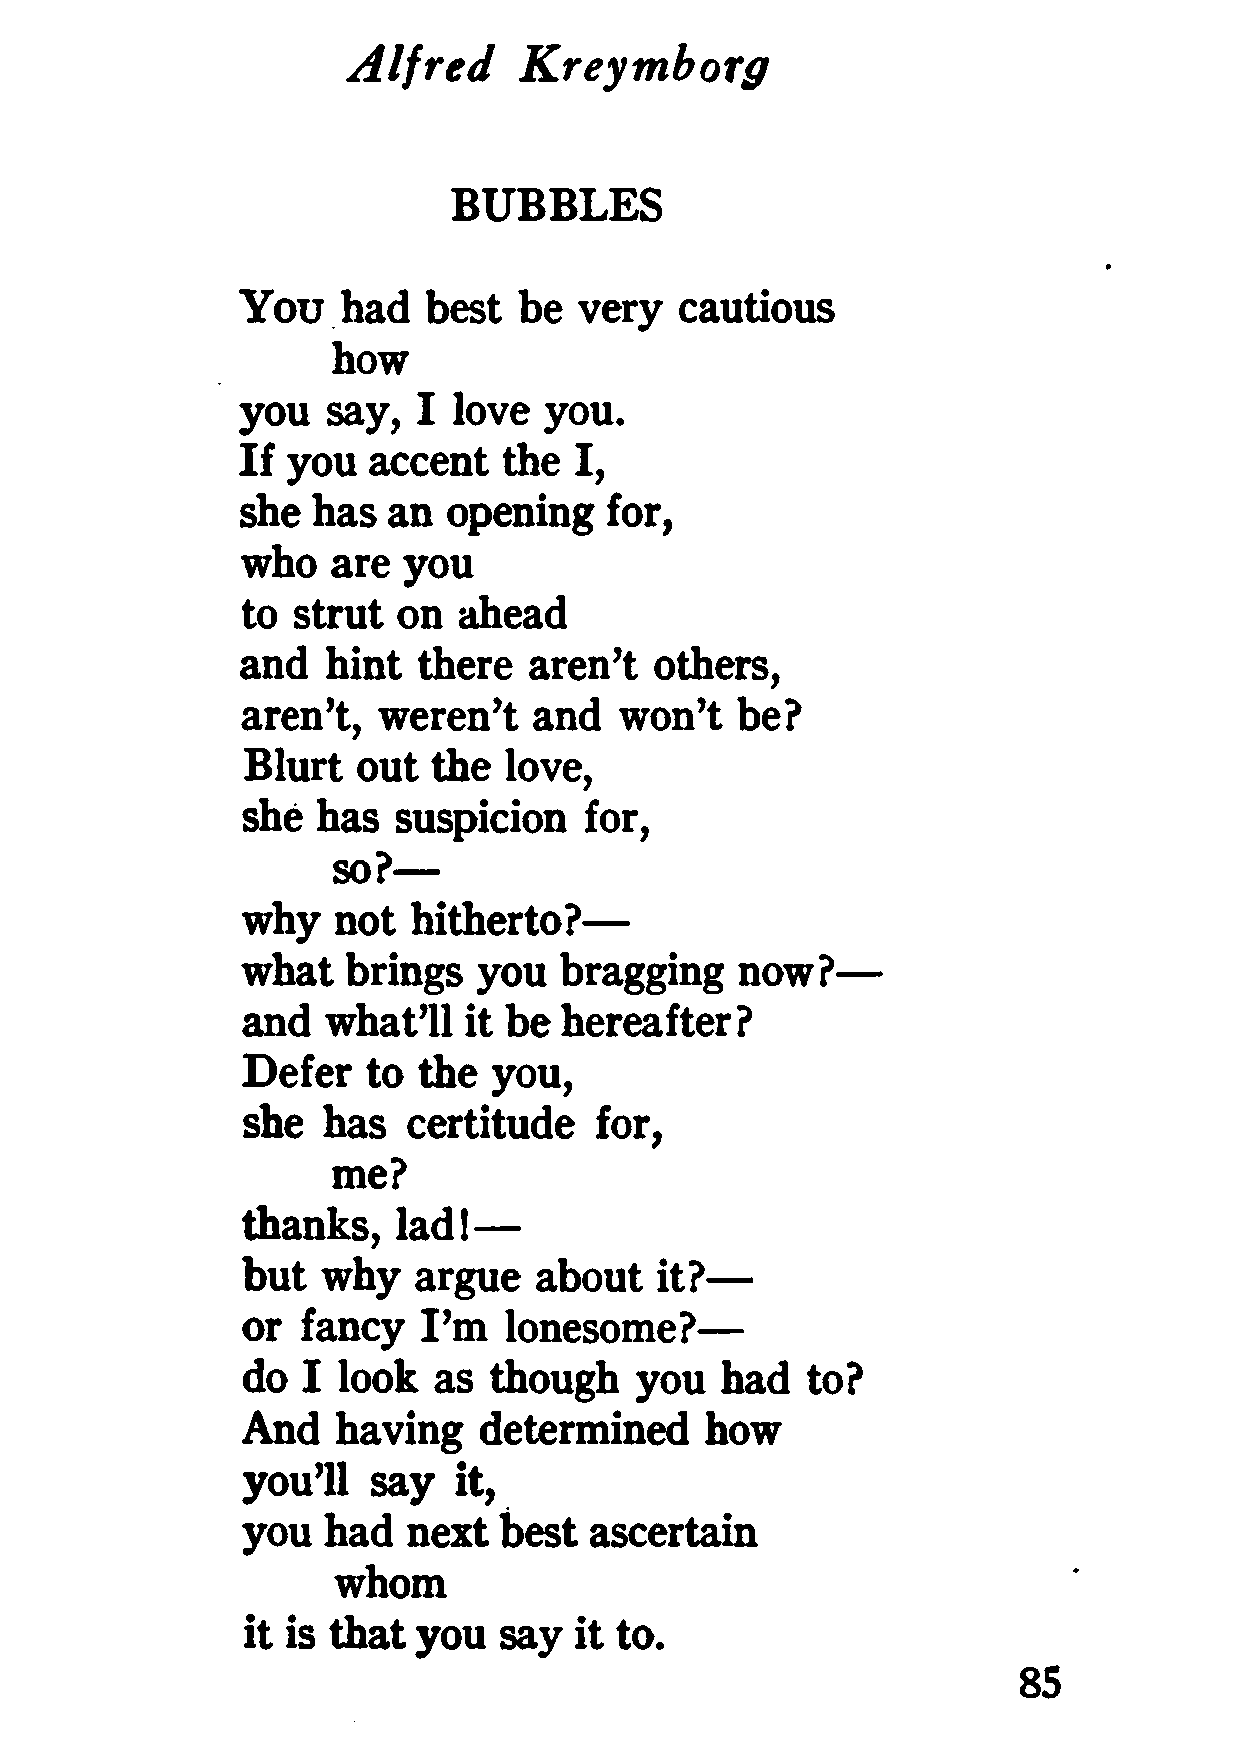 Alfred Kreymborg
BUBBLES
You had best be very cautious
how
you say, I love you.
If you accent the I,
she has an opening for,
who are you
to strut on ahead
and hint there aren't others,
aren't, weren't and won't be?
Blurt out the love,
she has suspicion for,
so?—
why not hitherto?—
what brings you bragging now?—
and what'll it be hereafter?
Defer to the you,
she has certitude for,
me?
thanks, lad!—
but why argue about it?—
or fancy I'm lonesome?—
do I look as though you had to?
And having determined how
you'll say it,
you had next best ascertain
whom
it is that you say it to.
85